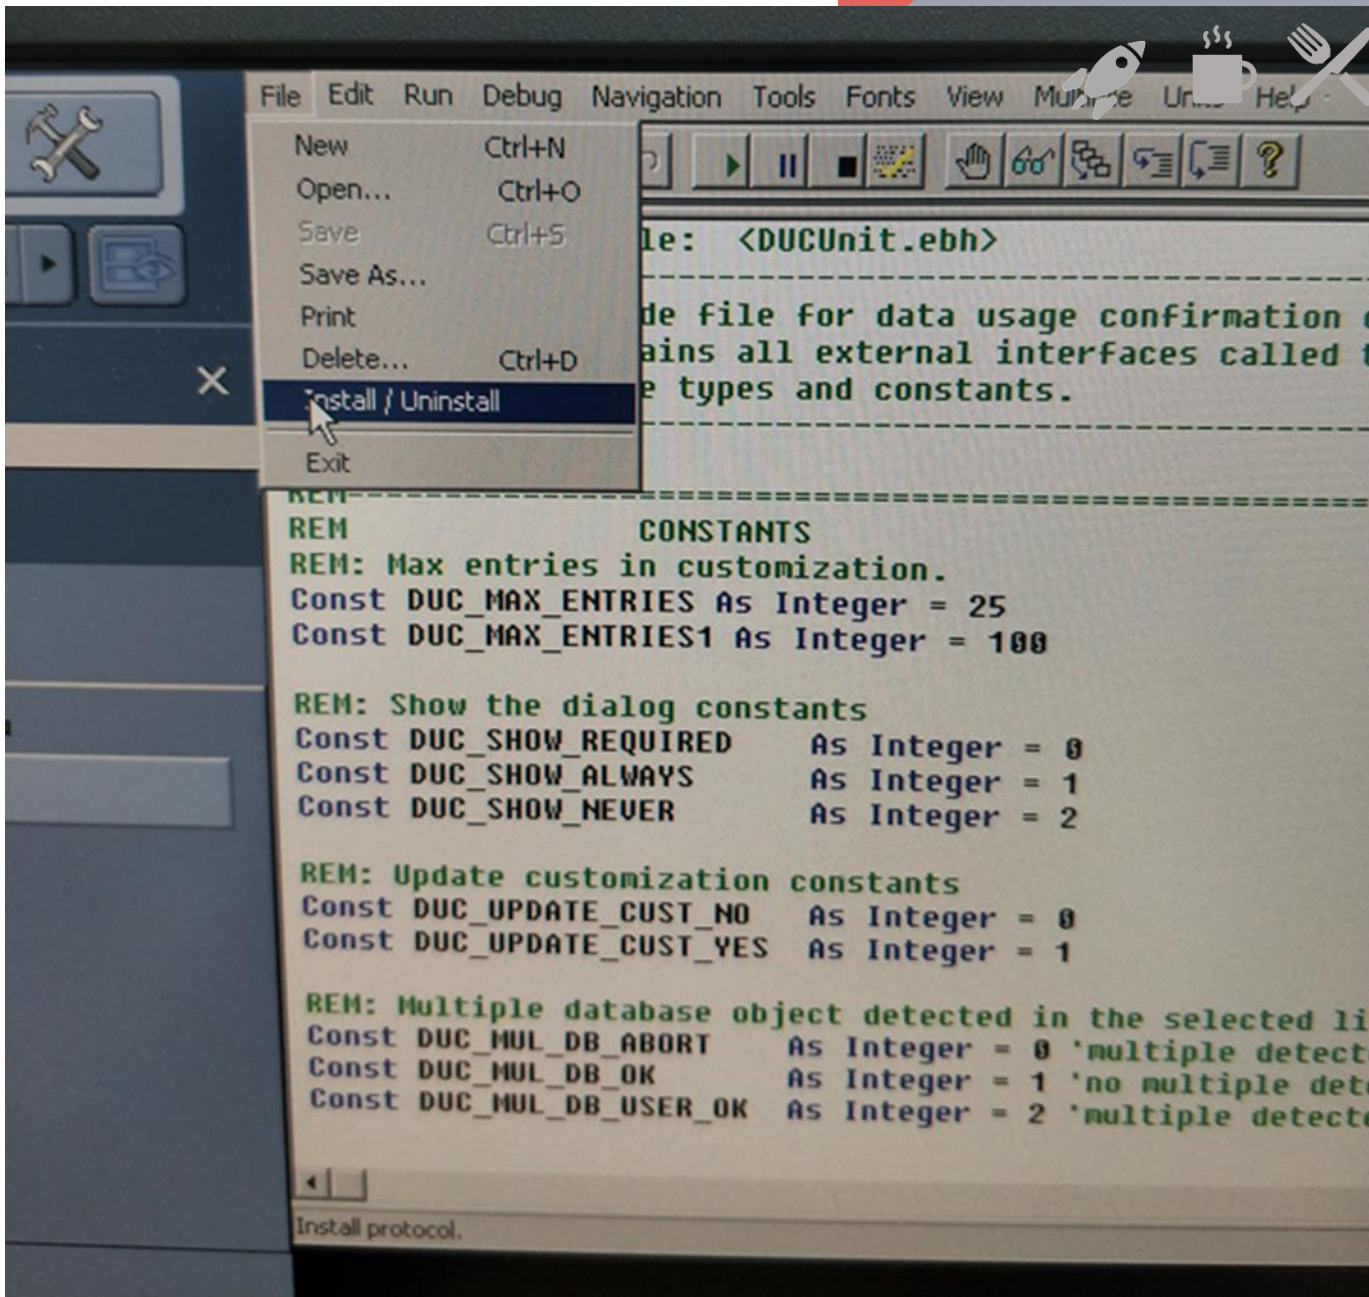 File Edit Run Debug Navigation Tools Fonts View Help
New Ctrl+N
Open... Ctrl+O
Save Ctrl+S
Save As...
Print
Delete... Ctrl+D
Install / Uninstall
Exit
le: <DUCUnit.ebh>
de file for data usage confirmation
ains all external interfaces called
e types and constants.
REM
REM CONSTANTS
REM: Max entries in customization.
Const DUC_MAX_ENTRIES As Integer = 25
Const DUC_MAX_ENTRIES1 As Integer = 100
REM: Show the dialog constants
Const DUC_SHOW_REQUIRED As Integer = 0
Const DUC_SHOW_ALWAYS As Integer = 1
Const DUC_SHOW_NEVER As Integer = 2
REM: Update customization constants
Const DUC_UPDATE_CUST_NO As Integer = 0
Const DUC_UPDATE_CUST_YES As Integer = 1
REM: Multiple database object detected in the selected li
Const DUC_MUL_DB_ABORT As Integer = 0 'multiple detect
Const DUC_MUL_DB_OK As Integer = 1 'no multiple dete
Const DUC_MUL_DB_USER_OK As Integer = 2 'multiple detecte
Install protocol.